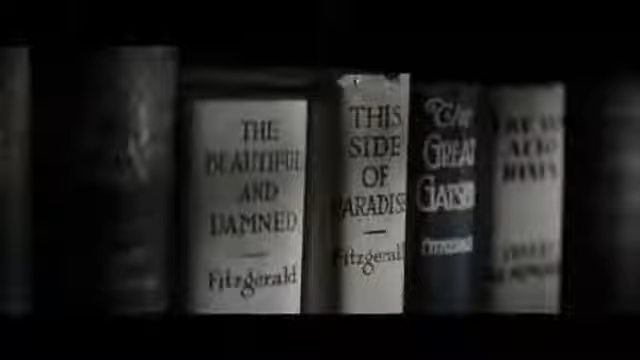 THE
BEAUTIFUL
AND
DAMNED
Fitzgerald
THIS
SIDE
OF
PARADISE
Fitzgerald
The
GREAT
GATSBY